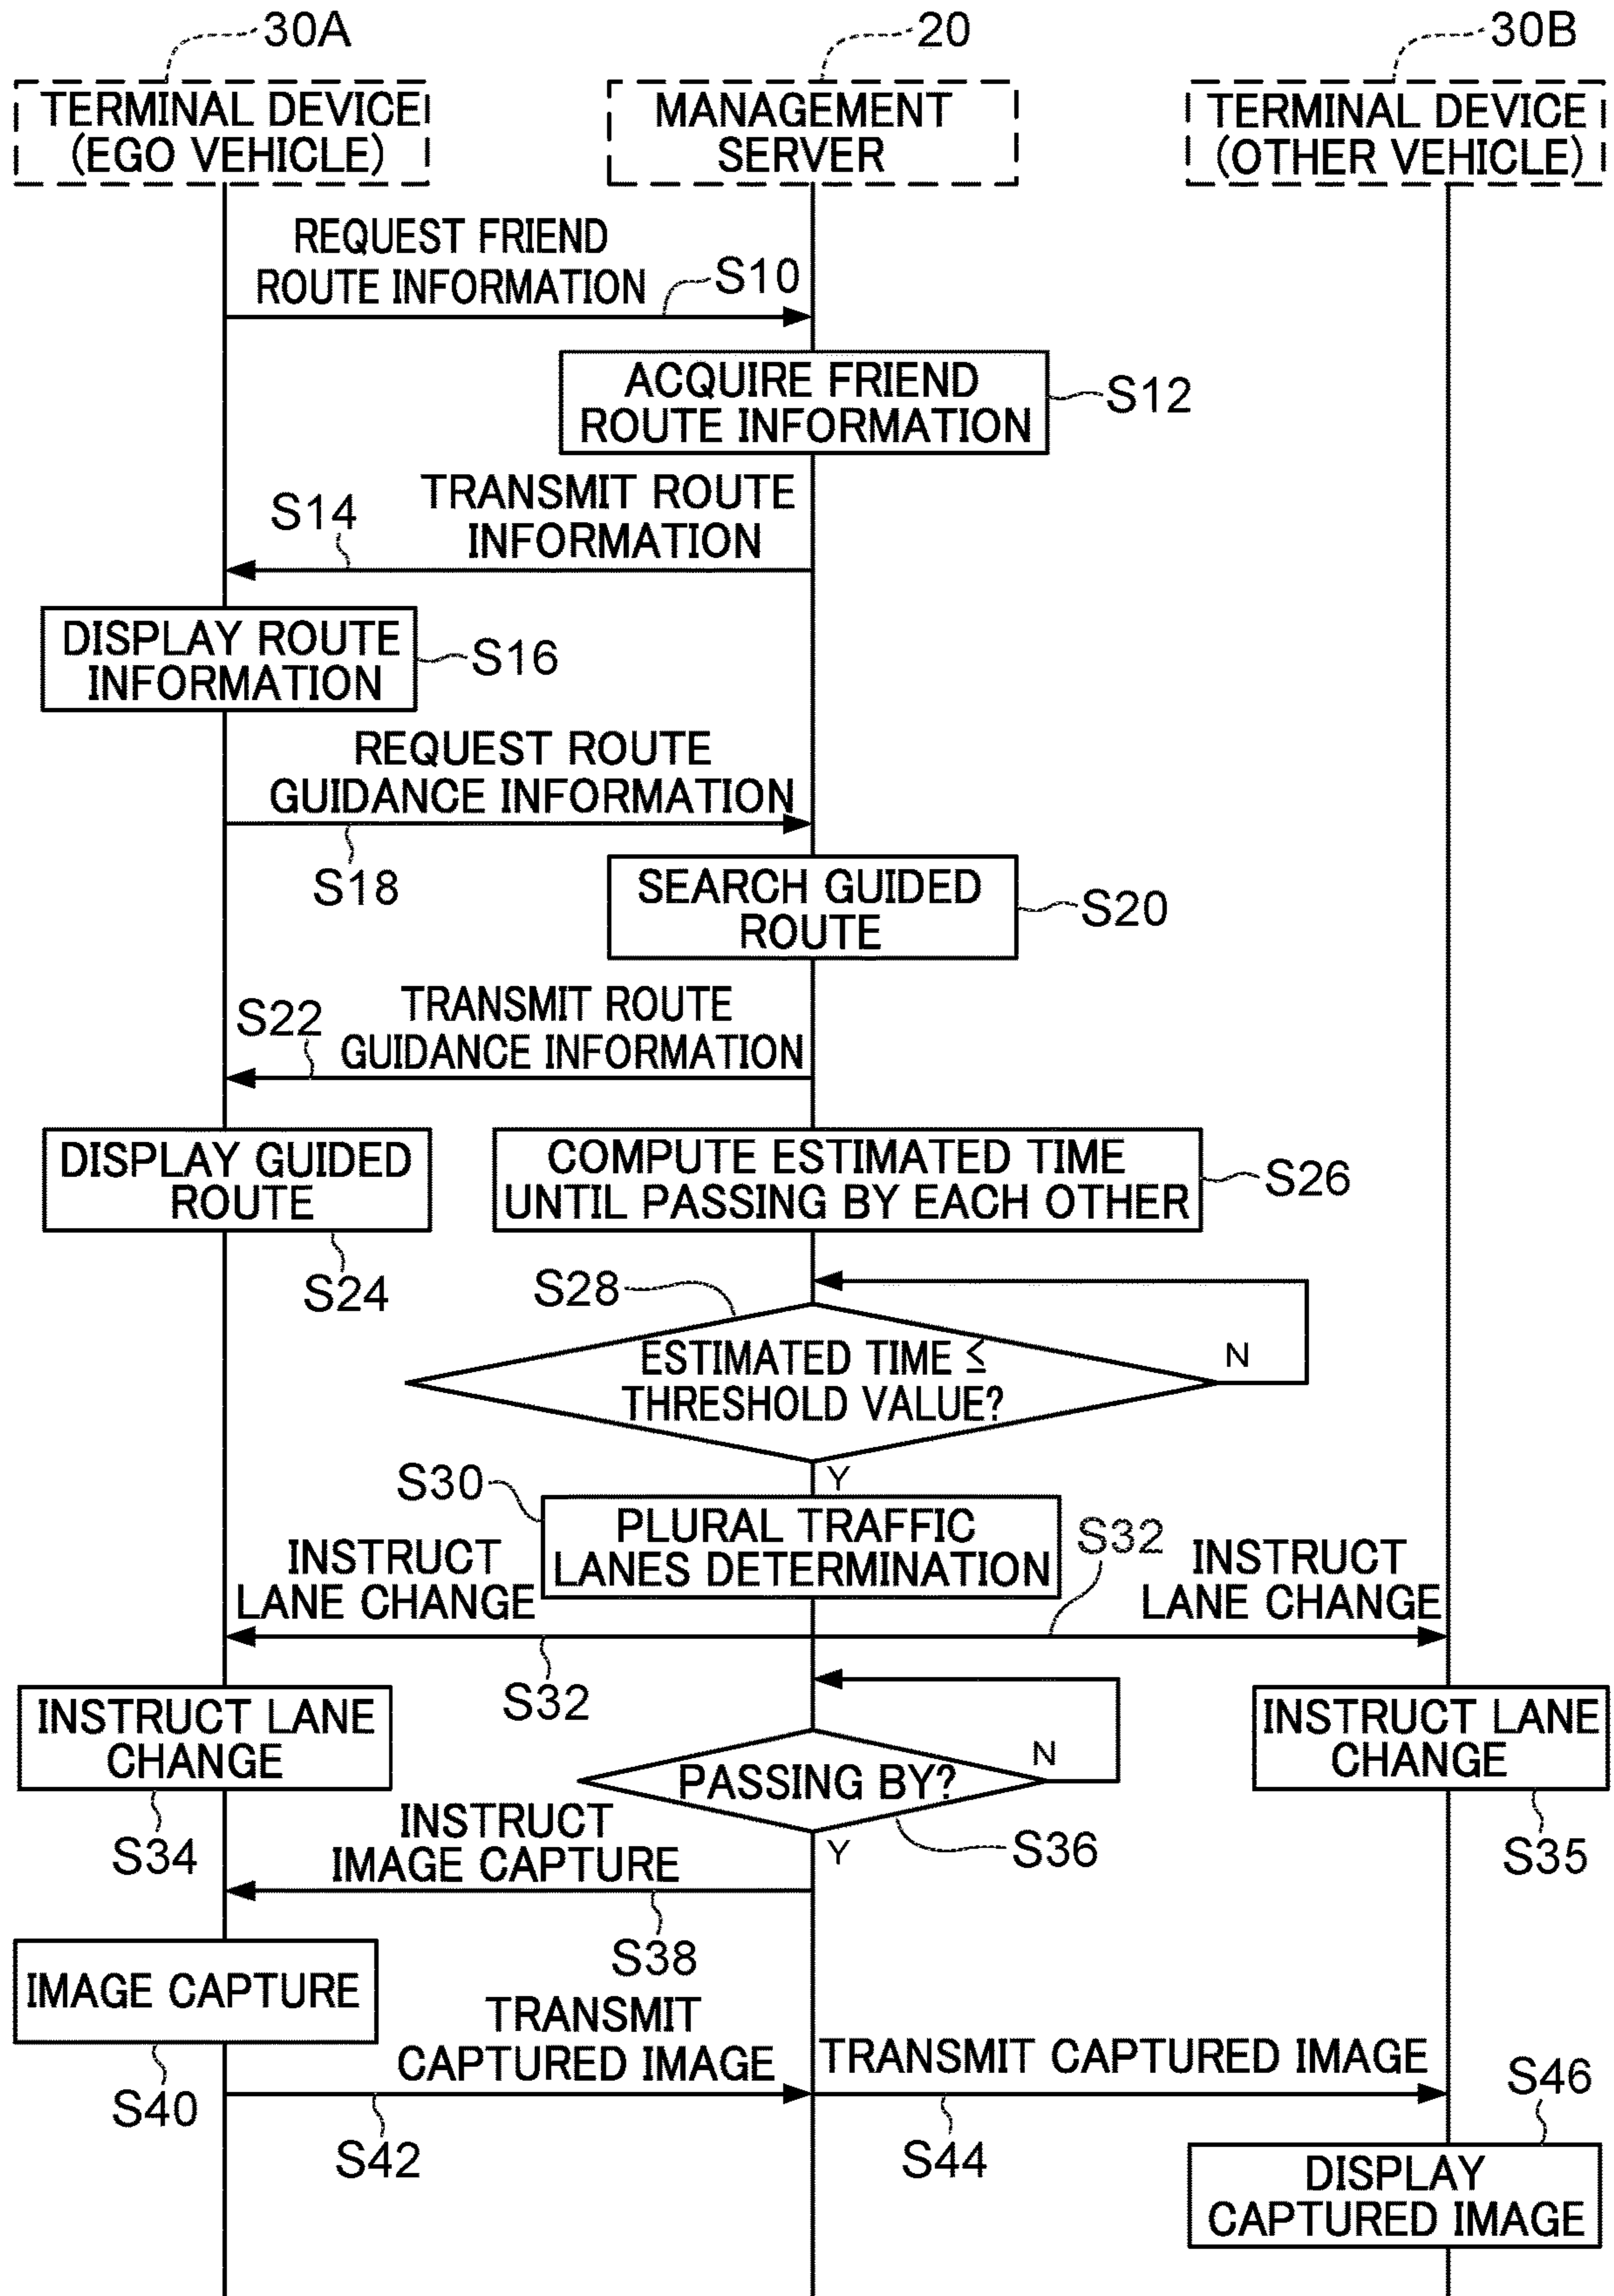 30A
20
30B
TERMINAL DEVICE
(EGO VEHICLE)
MANAGEMENT
SERVER
TERMINAL DEVICE
(OTHER VEHICLE)
REQUEST FRIEND
ROUTE INFORMATION
S10
ACQUIRE FRIEND
ROUTE INFORMATION
S12
TRANSMIT ROUTE
INFORMATION
S14
DISPLAY ROUTE
INFORMATION
S16
REQUEST ROUTE
GUIDANCE INFORMATION
S18
SEARCH GUIDED
ROUTE
S20
S22
TRANSMIT ROUTE
GUIDANCE INFORMATION
DISPLAY GUIDED
ROUTE
S24
COMPUTE ESTIMATED TIME
UNTIL PASSING BY EACH OTHER
S26
S28
ESTIMATED TIME ≤
THRESHOLD VALUE?
N
Y
S30
PLURAL TRAFFIC
LANES DETERMINATION
INSTRUCT
LANE CHANGE
S32
S32
INSTRUCT
LANE CHANGE
INSTRUCT LANE
CHANGE
S34
PASSING BY?
N
Y
S36
INSTRUCT LANE
CHANGE
S35
INSTRUCT
IMAGE CAPTURE
S38
IMAGE CAPTURE
S40
TRANSMIT
CAPTURED IMAGE
S42
TRANSMIT CAPTURED IMAGE
S44
S46
DISPLAY
CAPTURED IMAGE